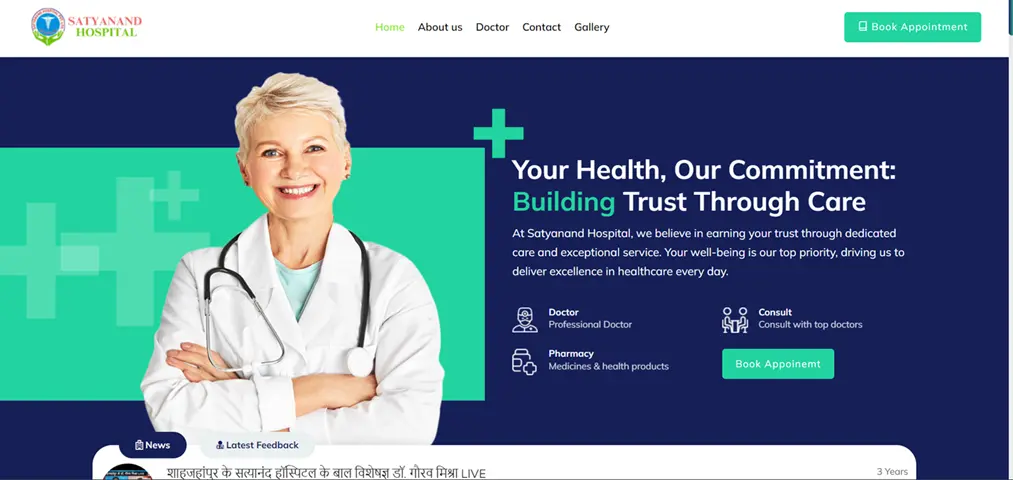 SATYANAND
HOSPITAL
Home About us Doctor Contact Gallery
Book Appointment
Your Health, Our Commitment:
Building Trust Through Care
At Satyanand Hospital, we believe in earning your trust through dedicated
care and exceptional service. Your well-being is our top priority, driving us to
deliver excellence in healthcare every day.
Doctor
Professional Doctor
Consult
Consult with top doctors
Pharmacy
Medicines & health products
Book Appoinemt
News
Latest Feedback
शाहजहांपुर के सत्यानंद हॉस्पिटल के बाल विशेषज्ञ डॉ. गौरव मिश्रा LIVE
3 Years